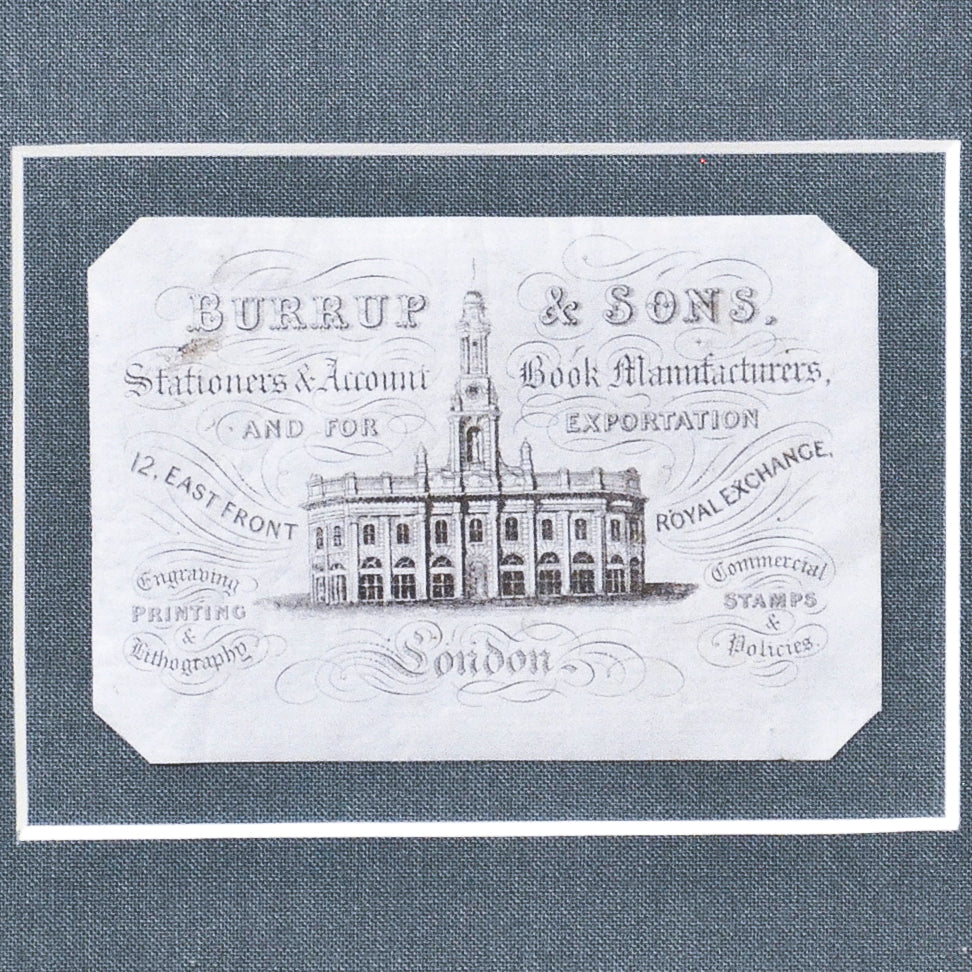 BURRUP & SONS,
Stationers & Account Book Manufacturers,
AND FOR EXPORTATION
12, EAST FRONT ROYAL EXCHANGE,
Engraving
PRINTING
&
Lithography
Commercial
STAMPS
&
Policies.
London.